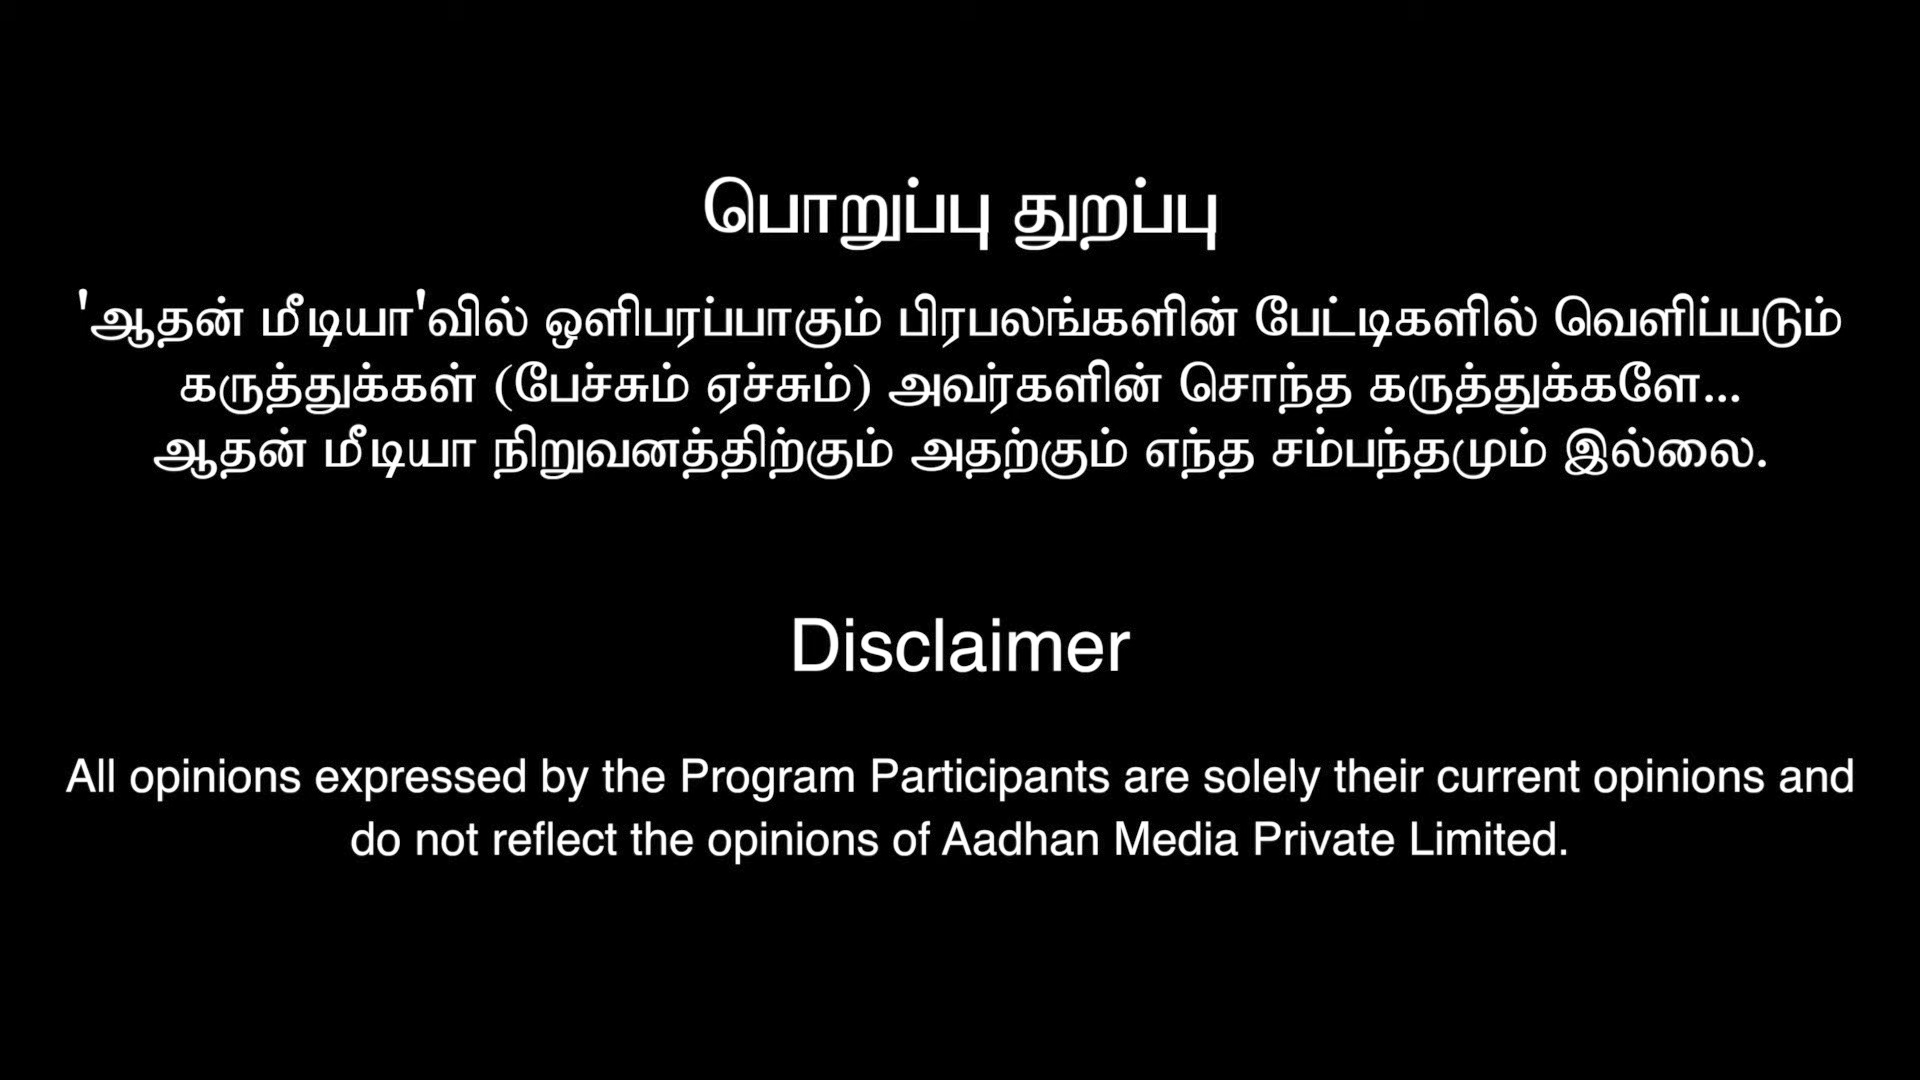 பொறுப்பு துறப்பு
'ஆதன் மீடியா'வில் ஒளிபரப்பாகும் பிரபலங்களின் பேட்டிகளில் வெளிப்படும்
கருத்துக்கள் (பேச்சும் ஏச்சும்) அவர்களின் சொந்த கருத்துக்களே...
ஆதன் மீடியா நிறுவனத்திற்கும் அதற்கும் எந்த சம்பந்தமும் இல்லை.
Disclaimer
All opinions expressed by the Program Participants are solely their current opinions and
do not reflect the opinions of Aadhan Media Private Limited.